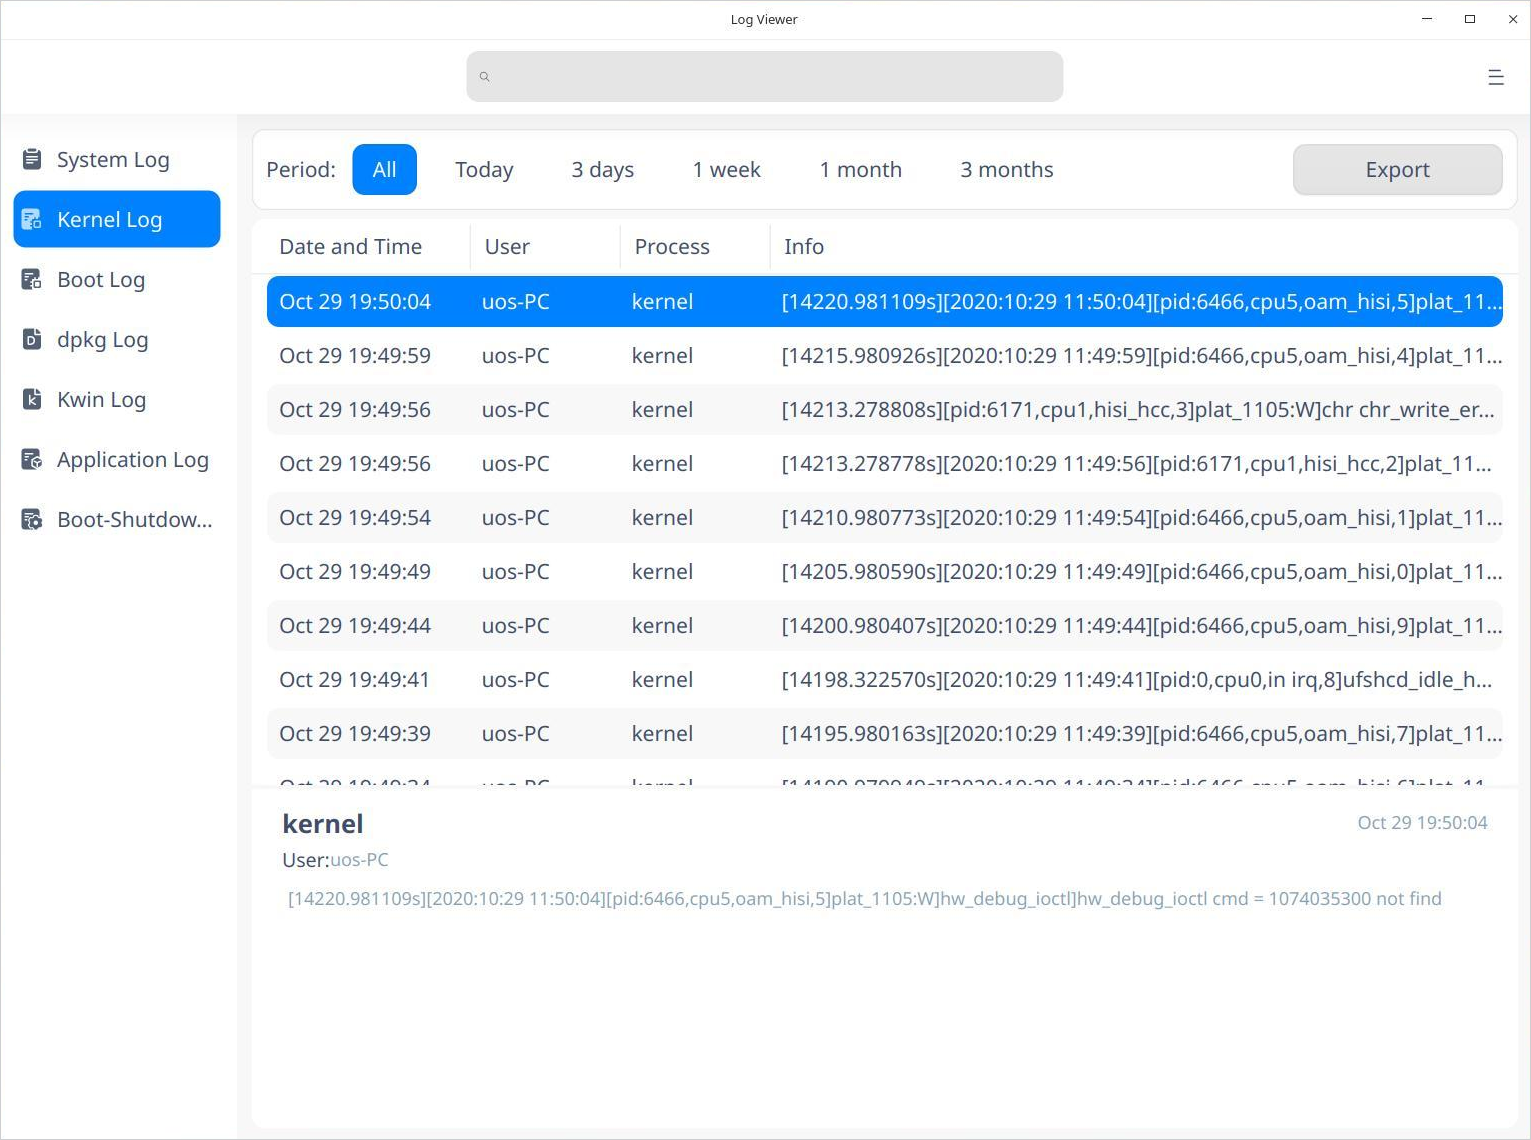 Log Viewer
System Log
Kernel Log
Boot Log
dpkg Log
Kwin Log
Application Log
Boot-Shutdow...
Period: All Today 3 days 1 week 1 month 3 months Export
Date and Time User Process Info
Oct 29 19:50:04 uos-PC kernel [14220.981109s][2020:10:29 11:50:04][pid:6466,cpu5,oam_hisi,5]plat_11...
Oct 29 19:49:59 uos-PC kernel [14215.980926s][2020:10:29 11:49:59][pid:6466,cpu5,oam_hisi,4]plat_11...
Oct 29 19:49:56 uos-PC kernel [14213.278808s][pid:6171,cpu1,hisi_hcc,3]plat_1105:W]chr chr_write_er...
Oct 29 19:49:56 uos-PC kernel [14213.278778s][2020:10:29 11:49:56][pid:6171,cpu1,hisi_hcc,2]plat_11...
Oct 29 19:49:54 uos-PC kernel [14210.980773s][2020:10:29 11:49:54][pid:6466,cpu5,oam_hisi,1]plat_11...
Oct 29 19:49:49 uos-PC kernel [14205.980590s][2020:10:29 11:49:49][pid:6466,cpu5,oam_hisi,0]plat_11...
Oct 29 19:49:44 uos-PC kernel [14200.980407s][2020:10:29 11:49:44][pid:6466,cpu5,oam_hisi,9]plat_11...
Oct 29 19:49:41 uos-PC kernel [14198.322570s][2020:10:29 11:49:41][pid:0,cpu0,in irq,8]ufshcd_idle_h...
Oct 29 19:49:39 uos-PC kernel [14195.980163s][2020:10:29 11:49:39][pid:6466,cpu5,oam_hisi,7]plat_11...
kernel Oct 29 19:50:04
User:uos-PC
[14220.981109s][2020:10:29 11:50:04][pid:6466,cpu5,oam_hisi,5]plat_1105:W]hw_debug_ioctl]hw_debug_ioctl cmd = 1074035300 not find